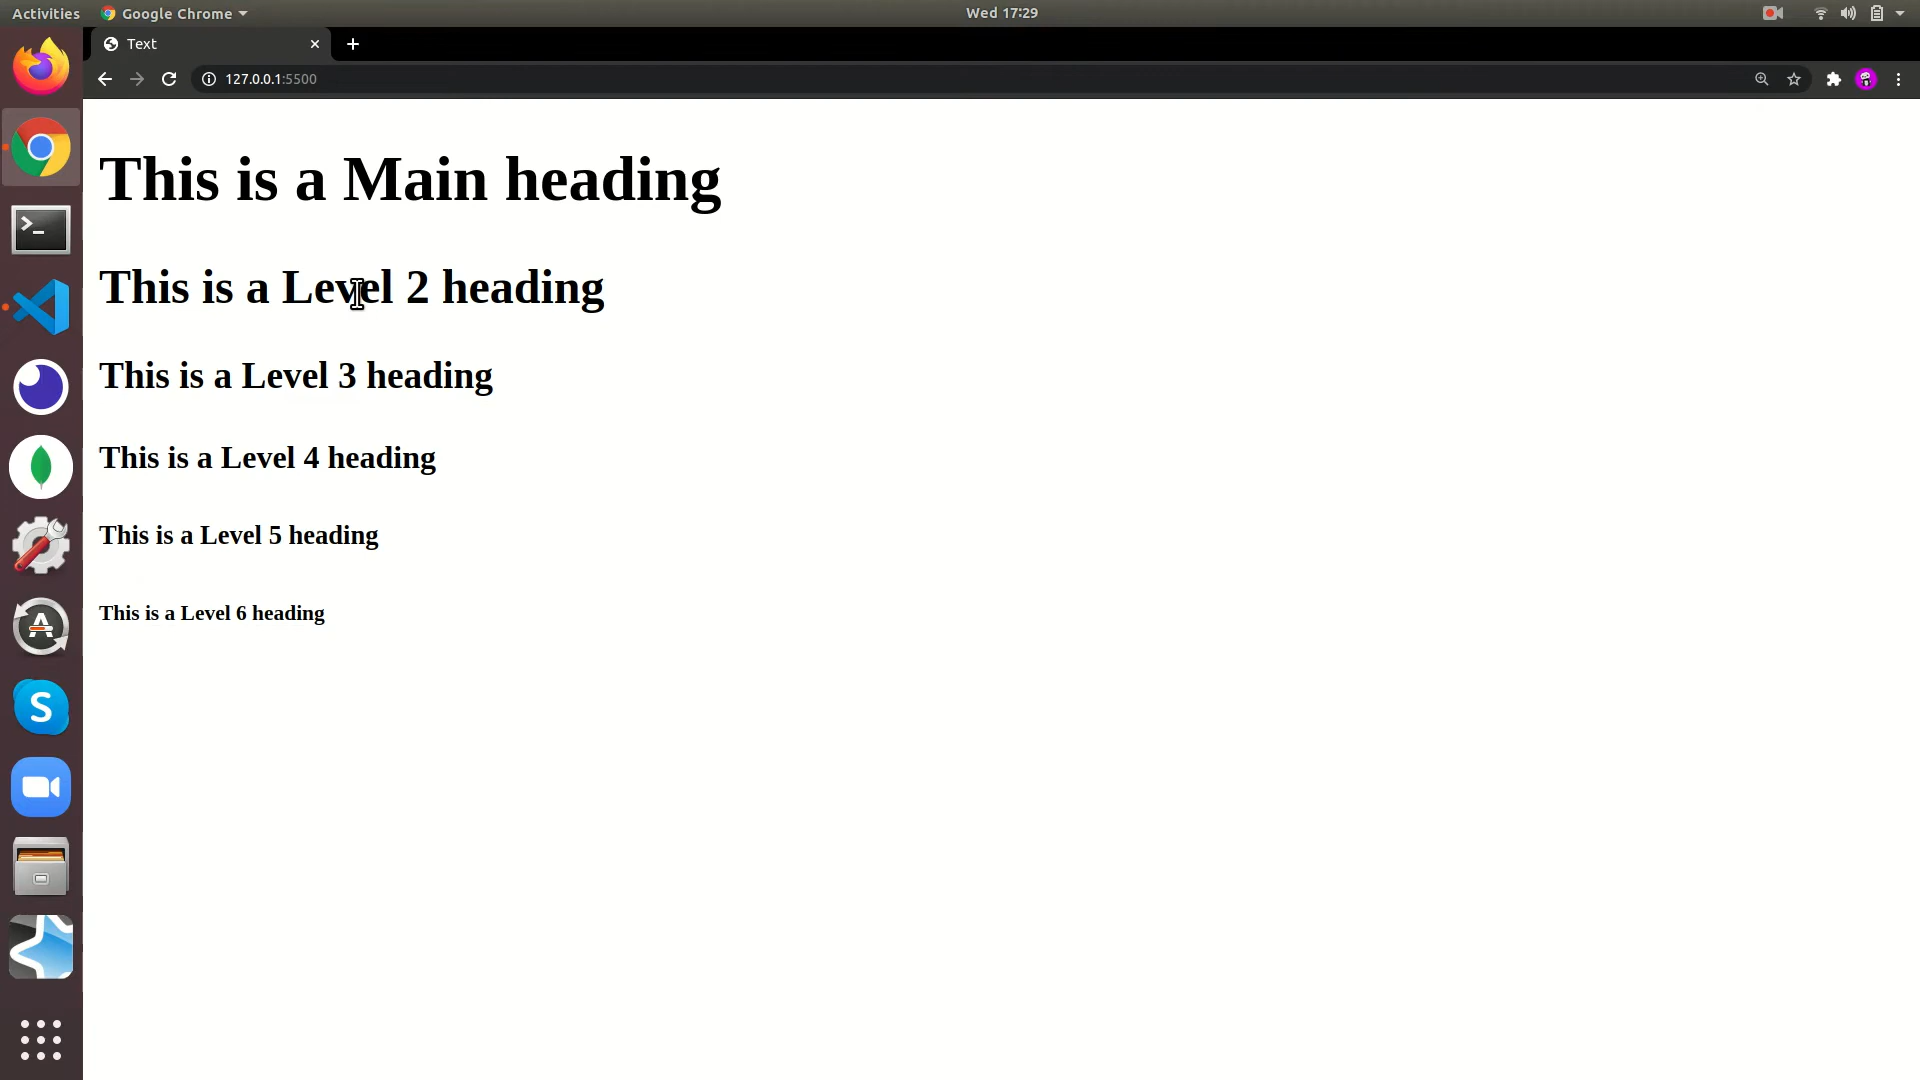 Activities Google Chrome Wed 17:29
Text
127.0.0.1:5500
This is a Main heading
This is a Level 2 heading
This is a Level 3 heading
This is a Level 4 heading
This is a Level 5 heading
This is a Level 6 heading